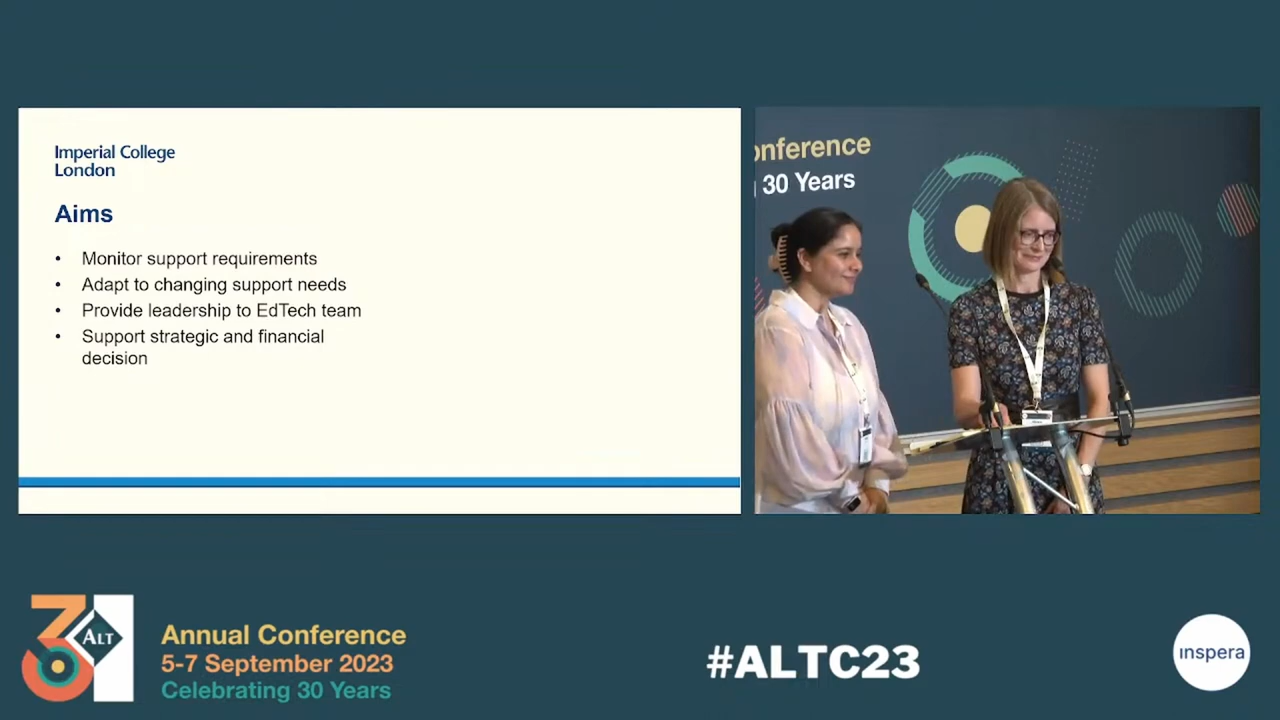 Imperial College
London
Aims
• Monitor support requirements
• Adapt to changing support needs
• Provide leadership to EdTech team
• Support strategic and financial
decision
onference
30 Years
ALT
Annual Conference
5-7 September 2023
Celebrating 30 Years
#ALTC23
inspera